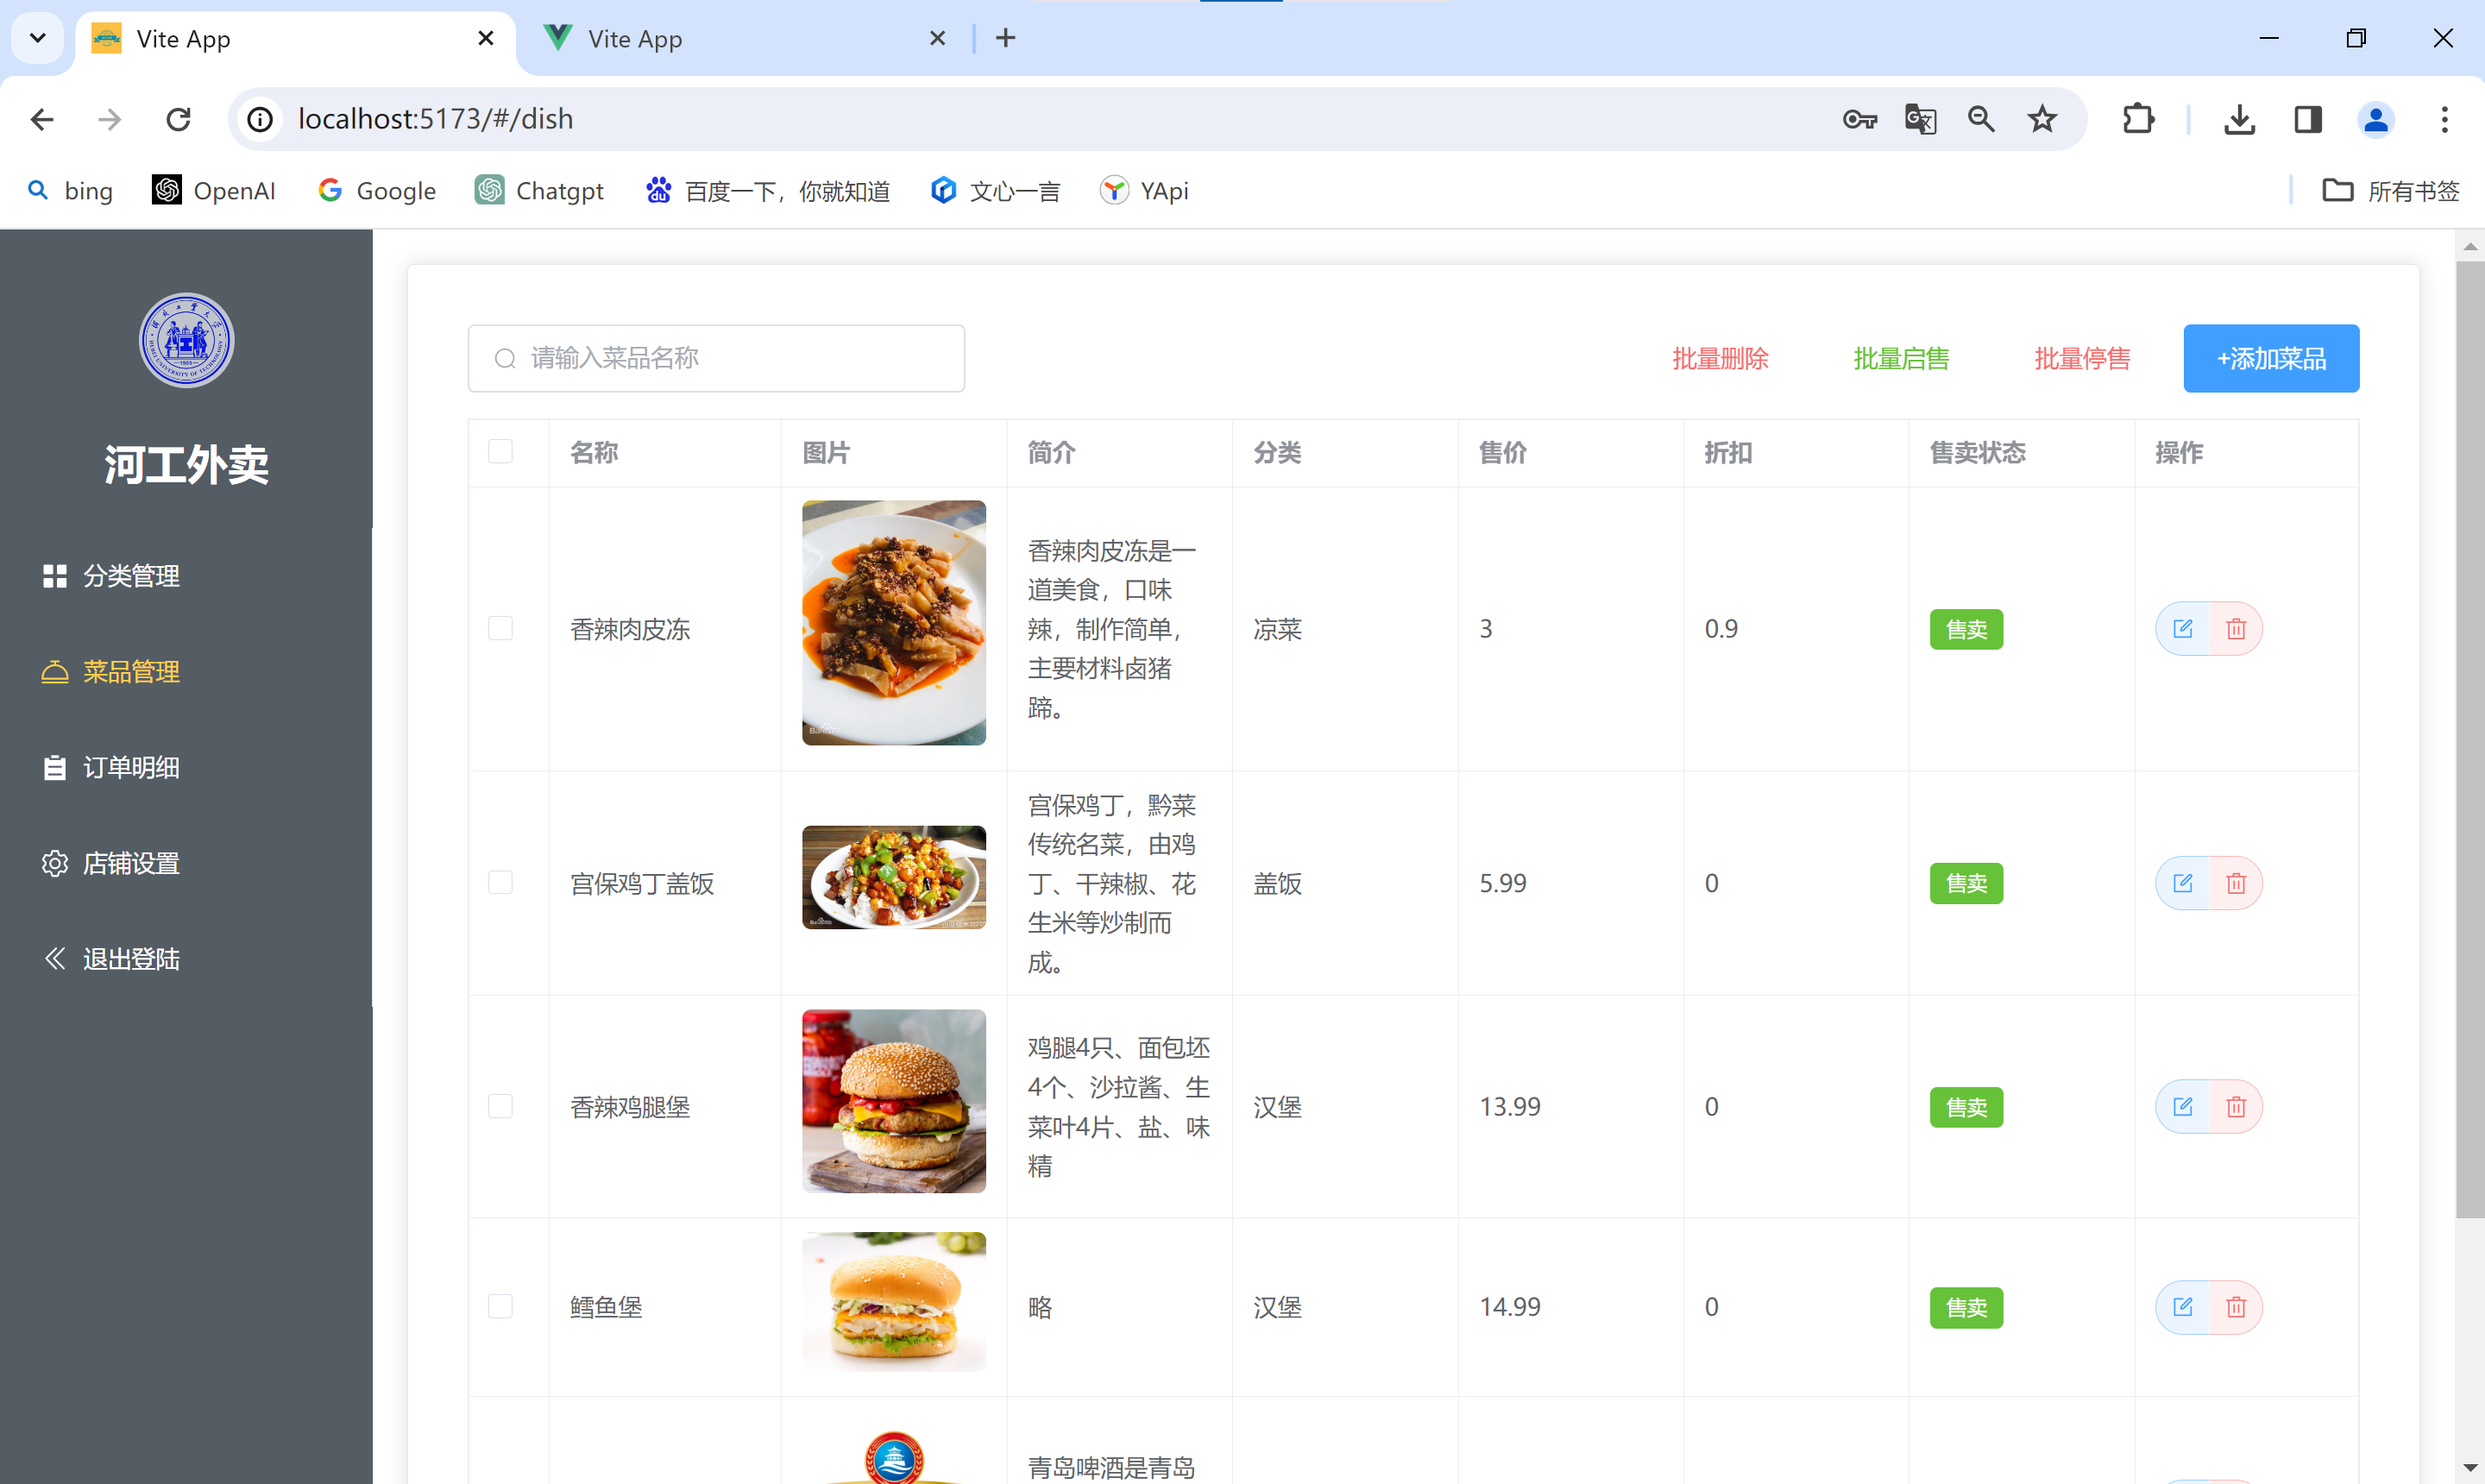 Vite App
Vite App
localhost:5173/#/dish
bing
OpenAI
Google
Chatgpt
百度一下，你就知道
文心一言
YApi
所有书签
河工外卖
分类管理
菜品管理
订单明细
店铺设置
退出登陆
请输入菜品名称
批量删除
批量启售
批量停售
+添加菜品
名称
图片
简介
分类
售价
折扣
售卖状态
操作
香辣肉皮冻
香辣肉皮冻是一
道美食，口味
辣，制作简单，
主要材料卤猪
蹄。
凉菜
3
0.9
售卖
宫保鸡丁盖饭
宫保鸡丁，黔菜
传统名菜，由鸡
丁、干辣椒、花
生米等炒制而
成。
盖饭
5.99
0
售卖
香辣鸡腿堡
鸡腿4只、面包坯
4个、沙拉酱、生
菜叶4片、盐、味
精
汉堡
13.99
0
售卖
鳕鱼堡
略
汉堡
14.99
0
售卖
青岛啤酒是青岛